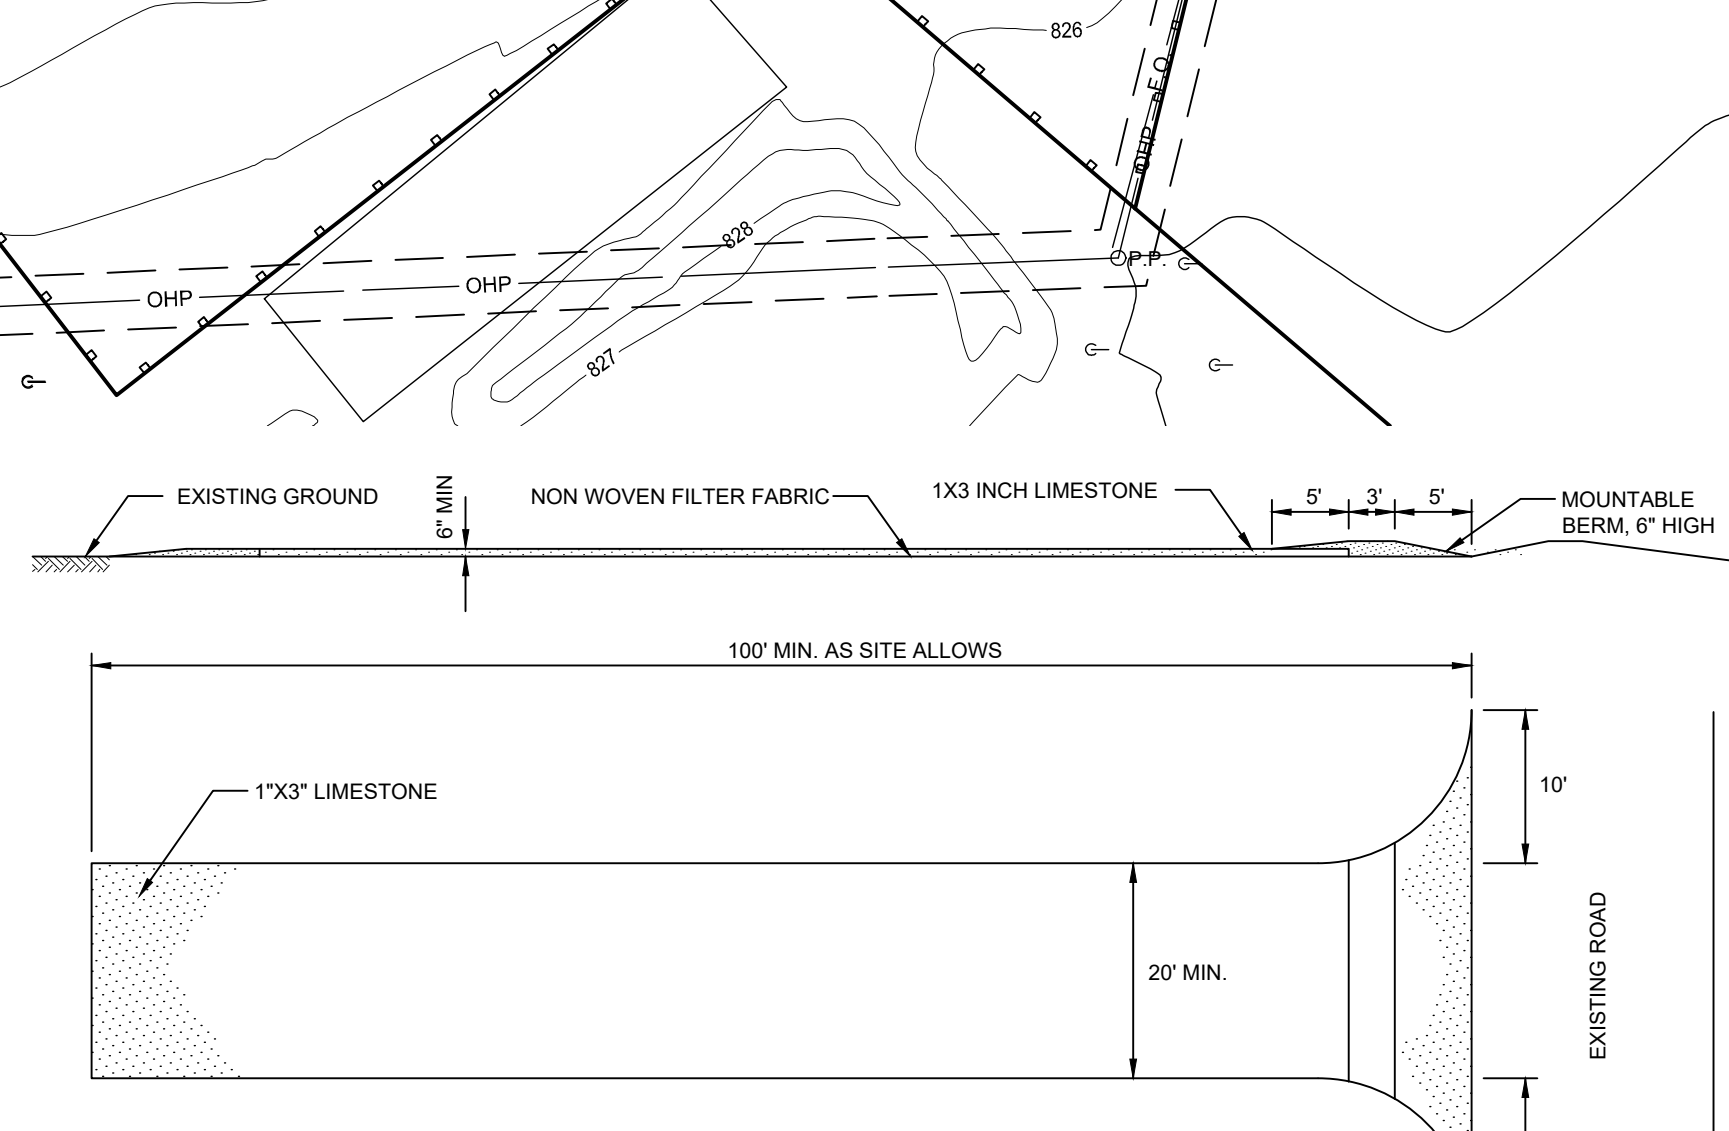 826
F.O.
OHP
828
P.P.
OHP
OHP
827
EXISTING GROUND
6" MIN
NON WOVEN FILTER FABRIC
1X3 INCH LIMESTONE
5'
3'
5'
MOUNTABLE
BERM, 6" HIGH
100' MIN. AS SITE ALLOWS
1"X3" LIMESTONE
10'
20' MIN.
EXISTING ROAD